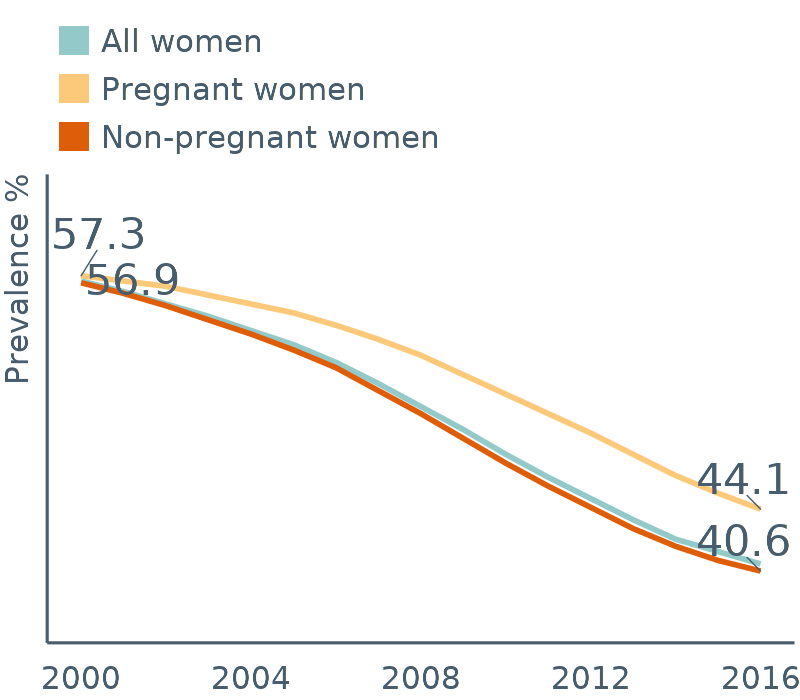 All women
Pregnant women
Non-pregnant women
Prevalence %
57.3
56.9
44.1
40.6
2000 2004 2008 2012 2016